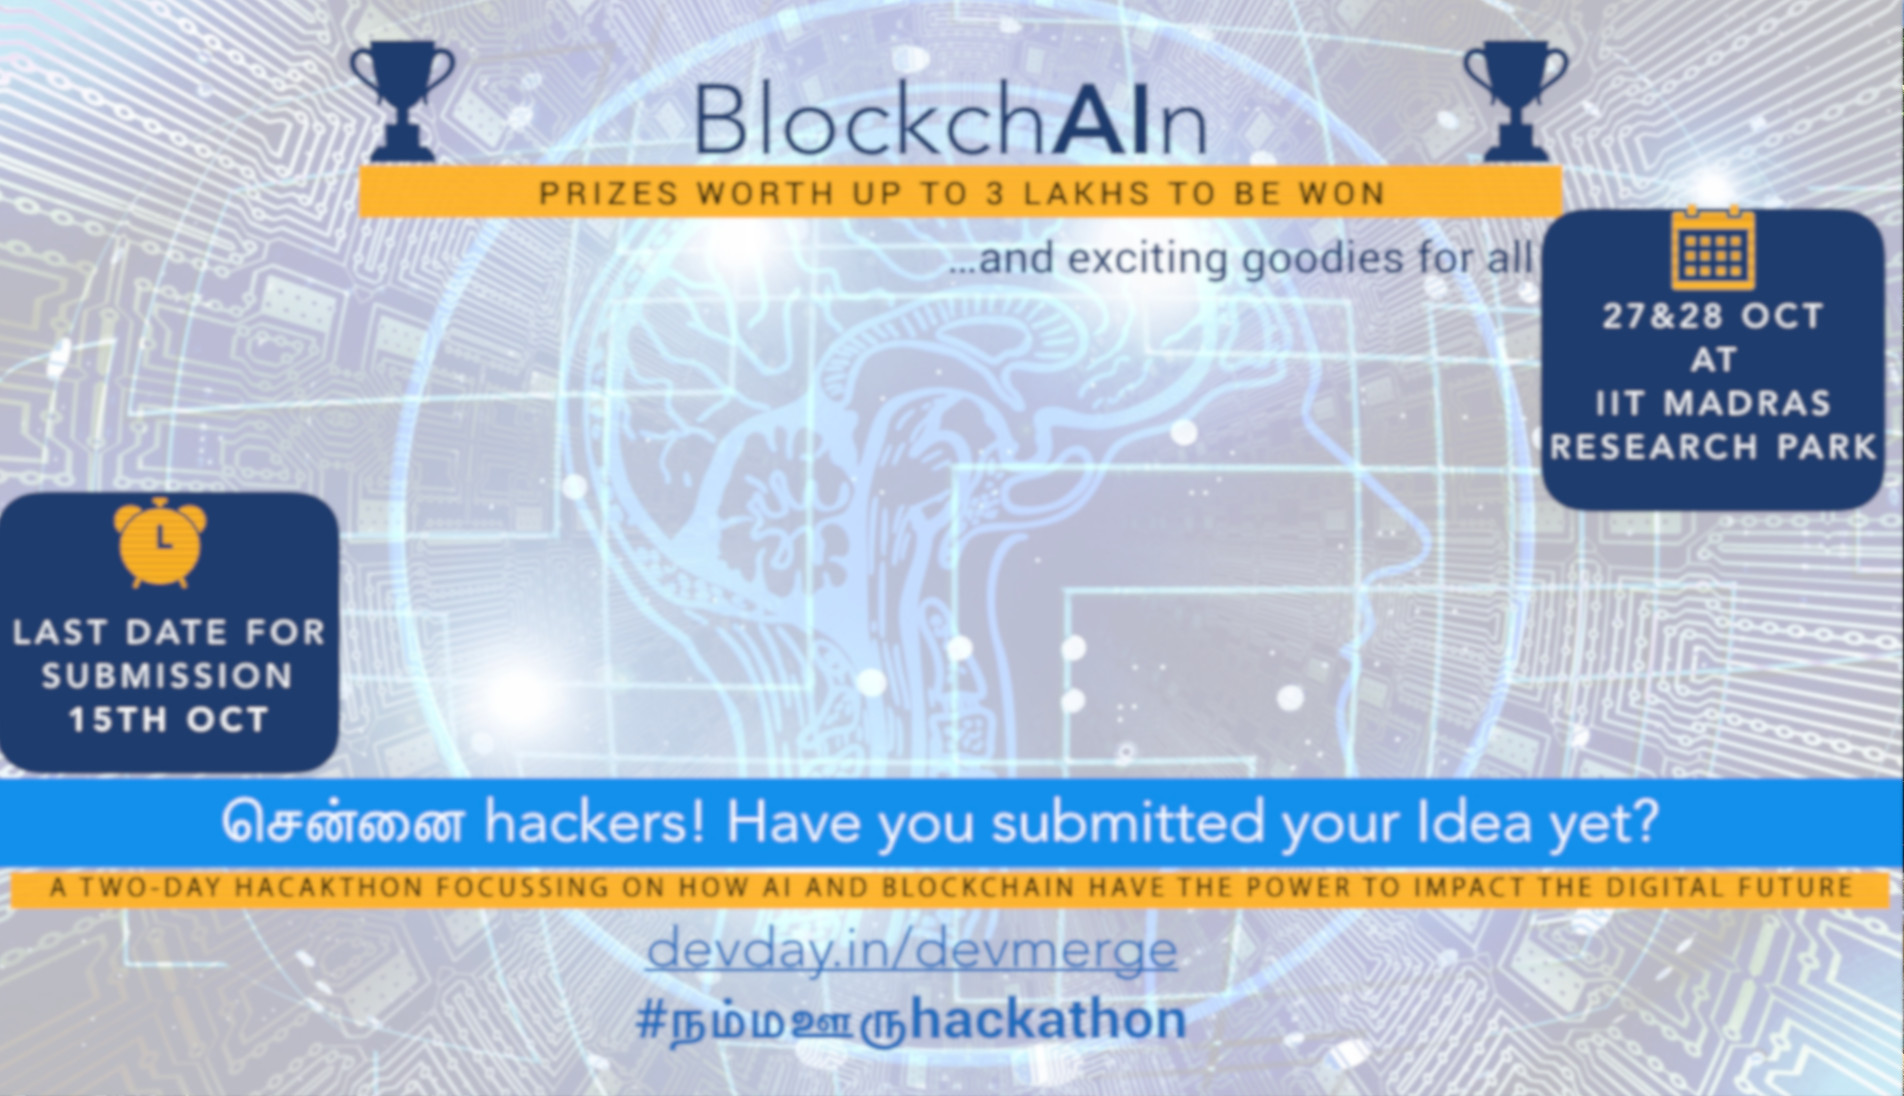 BlockchAIn
PRIZES WORTH UP TO 3 LAKHS TO BE WON
...and exciting goodies for all
27&28 OCT
AT
IIT MADRAS
RESEARCH PARK
LAST DATE FOR
SUBMISSION
15TH OCT
சென்னை hackers! Have you submitted your Idea yet?
A TWO-DAY HACAKTHON FOCUSSING ON HOW AI AND BLOCKCHAIN HAVE THE POWER TO IMPACT THE DIGITAL FUTURE
devday.in/devmerge
#நம்மஊருhackathon